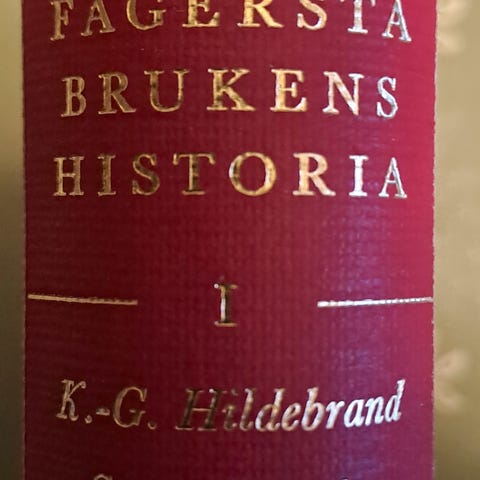 FAGERSTA
BRUKENS
HISTORIA
I
K.-G. Hildebrand